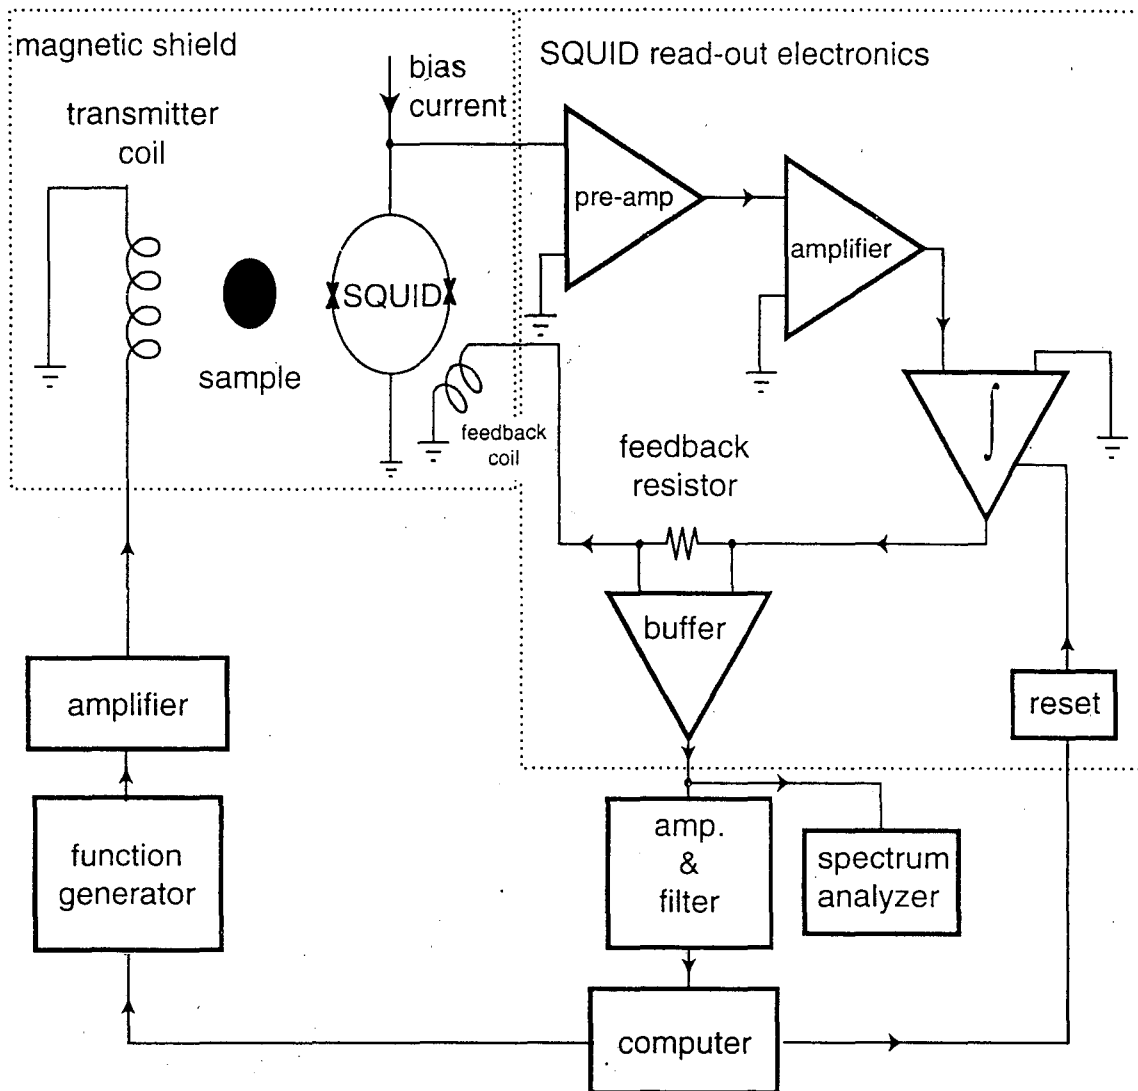 magnetic shield
transmitter
coil
bias
current
SQUID
sample
feedback
coil
SQUID read-out electronics
pre-amp
amplifier
∫
feedback
resistor
buffer
reset
amplifier
function
generator
amp.
&
filter
spectrum
analyzer
computer